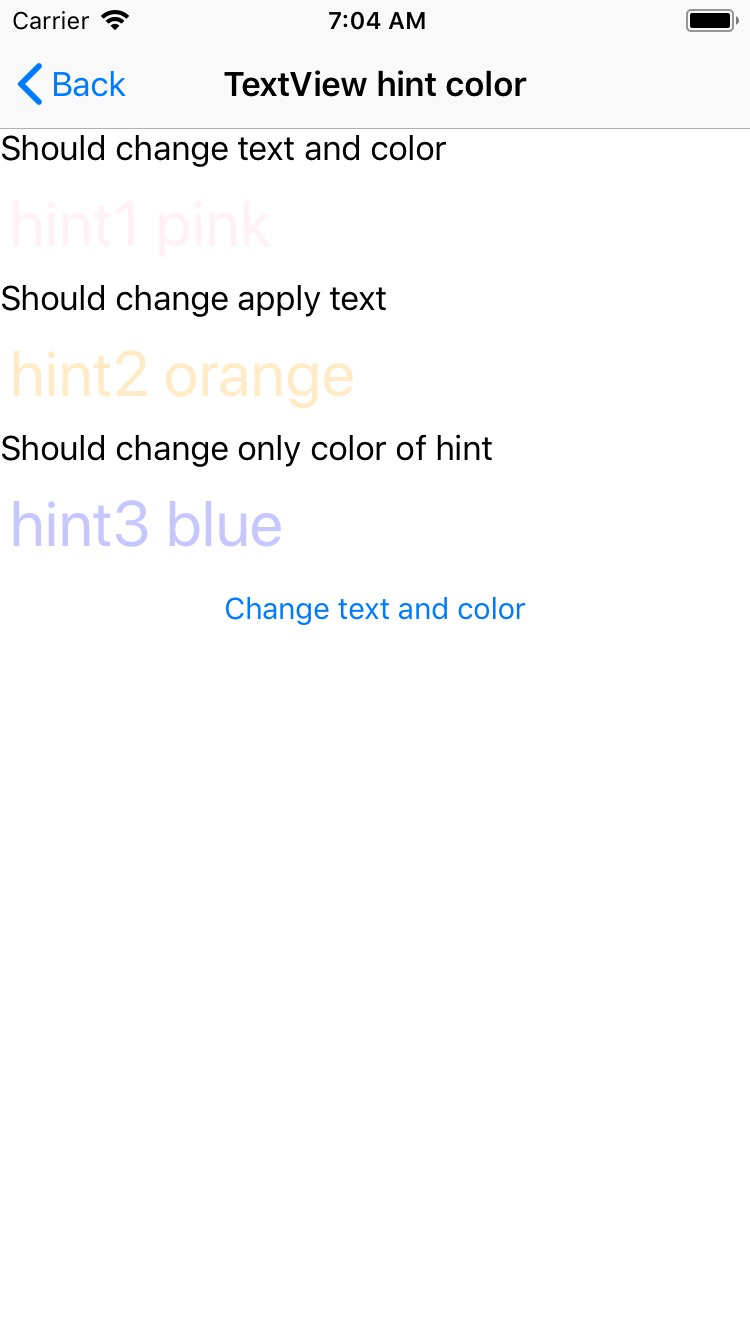 Carrier 7:04 AM
Back TextView hint color
Should change text and color
hint1 pink
Should change apply text
hint2 orange
Should change only color of hint
hint3 blue
Change text and color